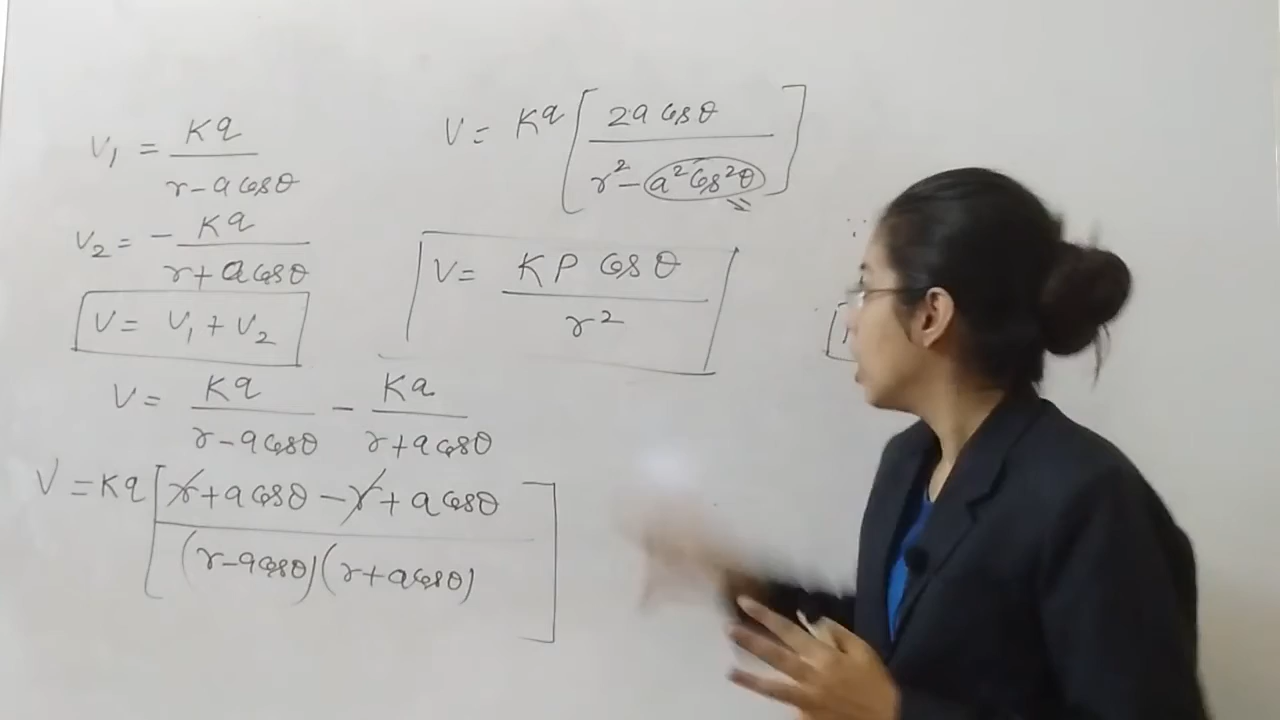 V₁ = Kq / r - a cosθ
V₂ = - Kq / r + a cosθ
V = V₁ + V₂
V = Kq / r - a cosθ - Kq / r + a cosθ
V = Kq [ r + a cosθ - r + a cosθ / (r - a cosθ)(r + a cosθ) ]
V = Kq [ 2a cosθ / r² - a² cos²θ ]
V = K P cosθ / r²